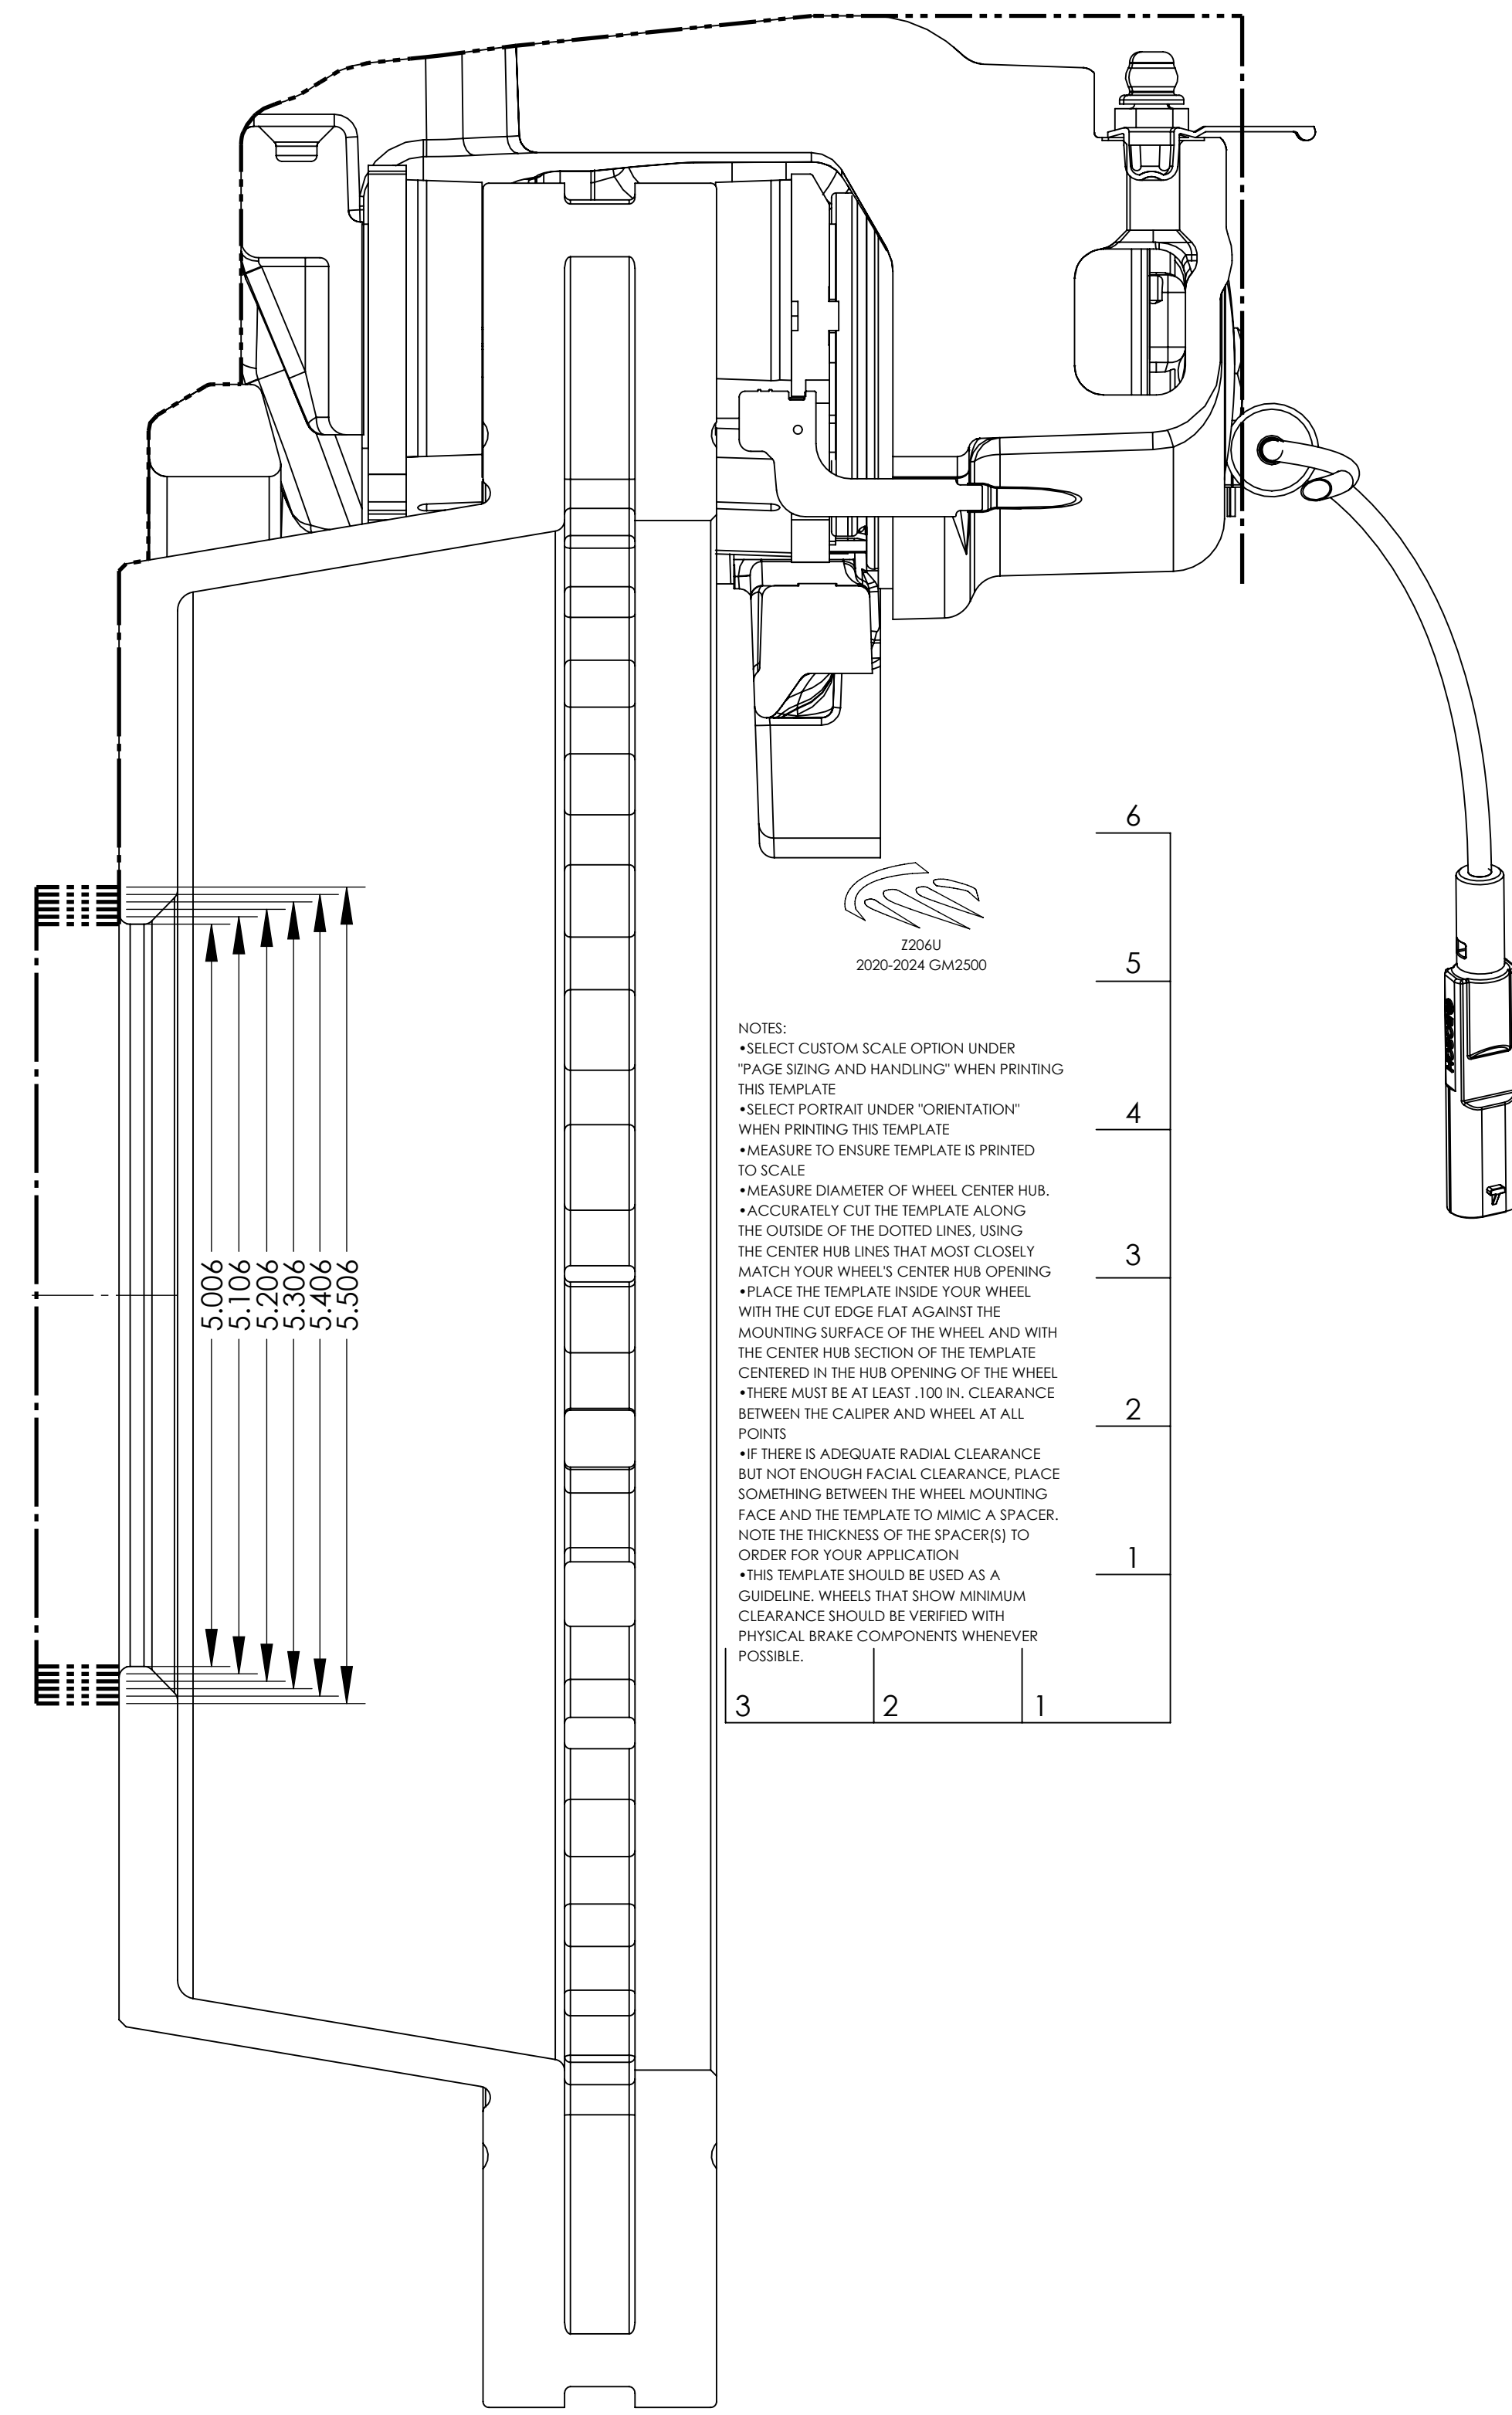 6
Z206U
2020-2024 GM2500
5
NOTES:
•SELECT CUSTOM SCALE OPTION UNDER
"PAGE SIZING AND HANDLING" WHEN PRINTING
THIS TEMPLATE
•SELECT PORTRAIT UNDER "ORIENTATION"
WHEN PRINTING THIS TEMPLATE
•MEASURE TO ENSURE TEMPLATE IS PRINTED
TO SCALE
•MEASURE DIAMETER OF WHEEL CENTER HUB.
•ACCURATELY CUT THE TEMPLATE ALONG
THE OUTSIDE OF THE DOTTED LINES, USING
THE CENTER HUB LINES THAT MOST CLOSELY
MATCH YOUR WHEEL'S CENTER HUB OPENING
•PLACE THE TEMPLATE INSIDE YOUR WHEEL
WITH THE CUT EDGE FLAT AGAINST THE
MOUNTING SURFACE OF THE WHEEL AND WITH
THE CENTER HUB SECTION OF THE TEMPLATE
CENTERED IN THE HUB OPENING OF THE WHEEL
•THERE MUST BE AT LEAST .100 IN. CLEARANCE
BETWEEN THE CALIPER AND WHEEL AT ALL
POINTS
•IF THERE IS ADEQUATE RADIAL CLEARANCE
BUT NOT ENOUGH FACIAL CLEARANCE, PLACE
SOMETHING BETWEEN THE WHEEL MOUNTING
FACE AND THE TEMPLATE TO MIMIC A SPACER.
NOTE THE THICKNESS OF THE SPACER(S) TO
ORDER FOR YOUR APPLICATION
•THIS TEMPLATE SHOULD BE USED AS A
GUIDELINE. WHEELS THAT SHOW MINIMUM
CLEARANCE SHOULD BE VERIFIED WITH
PHYSICAL BRAKE COMPONENTS WHENEVER
POSSIBLE.
4
3
2
1
3
2
1
5.006
5.106
5.206
5.306
5.406
5.506